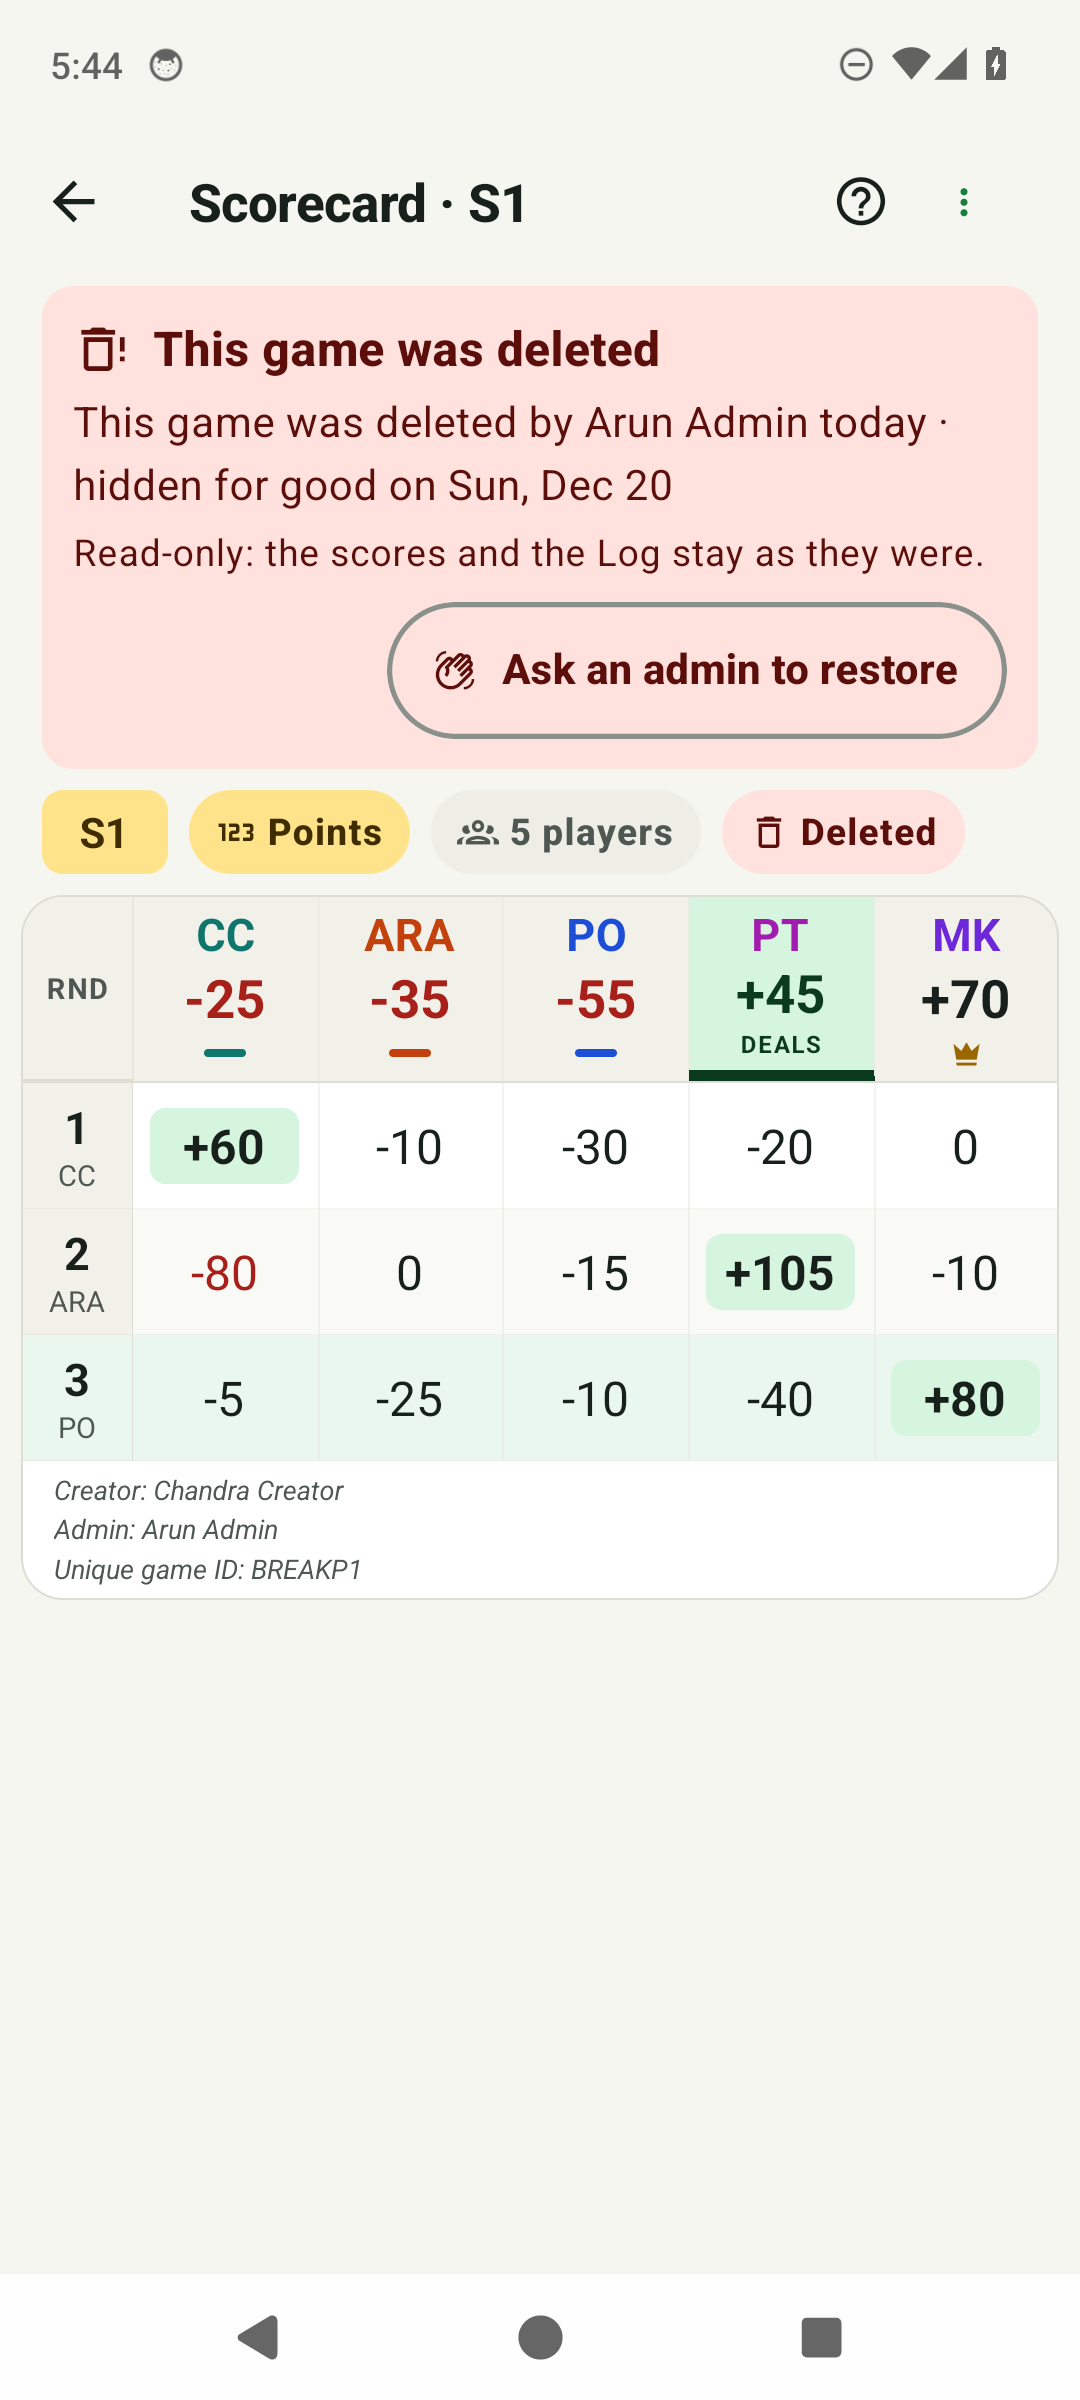 5:44
Scorecard · S1
This game was deleted
This game was deleted by Arun Admin today ·
hidden for good on Sun, Dec 20
Read-only: the scores and the Log stay as they were.
Ask an admin to restore
S1 123 Points 5 players Deleted
RND CC ARA PO PT MK
-25 -35 -55 +45 +70
DEALS
1 +60 -10 -30 -20 0
CC
2 -80 0 -15 +105 -10
ARA
3 -5 -25 -10 -40 +80
PO
Creator: Chandra Creator
Admin: Arun Admin
Unique game ID: BREAKP1